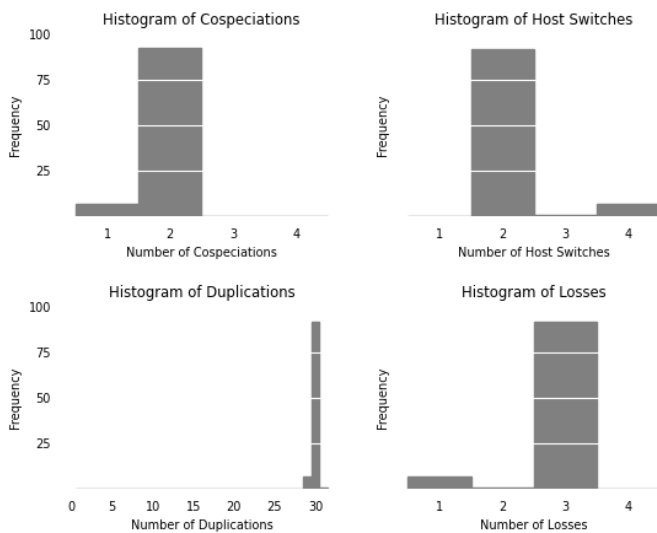 Histogram of Cospeciations
100
75
50
25
Frequency
1 2 3 4
Number of Cospeciations
Histogram of Host Switches
Frequency
1 2 3 4
Number of Host Switches
Histogram of Duplications
100
75
50
25
Frequency
0 5 10 15 20 25 30
Number of Duplications
Histogram of Losses
Frequency
1 2 3 4
Number of Losses